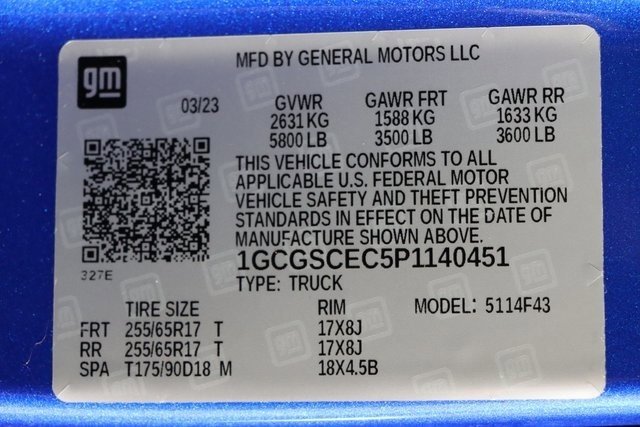 gm
MFD BY GENERAL MOTORS LLC
03/23
GVWR GAWR FRT GAWR RR
2631 KG 1588 KG 1633 KG
5800 LB 3500 LB 3600 LB
THIS VEHICLE CONFORMS TO ALL
APPLICABLE U.S. FEDERAL MOTOR
VEHICLE SAFETY AND THEFT PREVENTION
STANDARDS IN EFFECT ON THE DATE OF
MANUFACTURE SHOWN ABOVE.
1GCGSCEC5P1140451
327E
TYPE: TRUCK
TIRE SIZE RIM MODEL: 5114F43
FRT 255/65R17 T 17X8J
RR 255/65R17 T 17X8J
SPA T175/90D18 M 18X4.5B